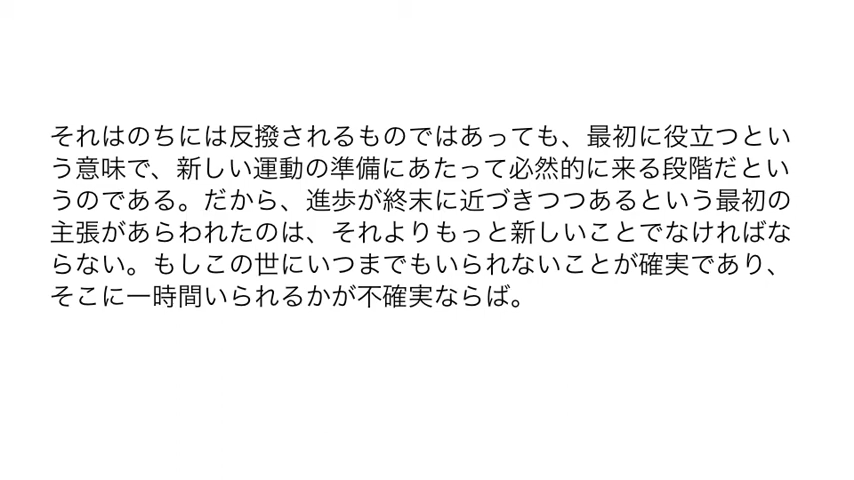 それはのちには反撥されるものではあっても、最初に役立つとい
う意味で、新しい運動の準備にあたって必然的に来る段階だとい
うのである。だから、進歩が終末に近づきつつあるという最初の
主張があらわれたのは、それよりもっと新しいことでなければな
らない。もしこの世にいつまでもいられないことが確実であり、
そこに一時間いられるかが不確実ならば。